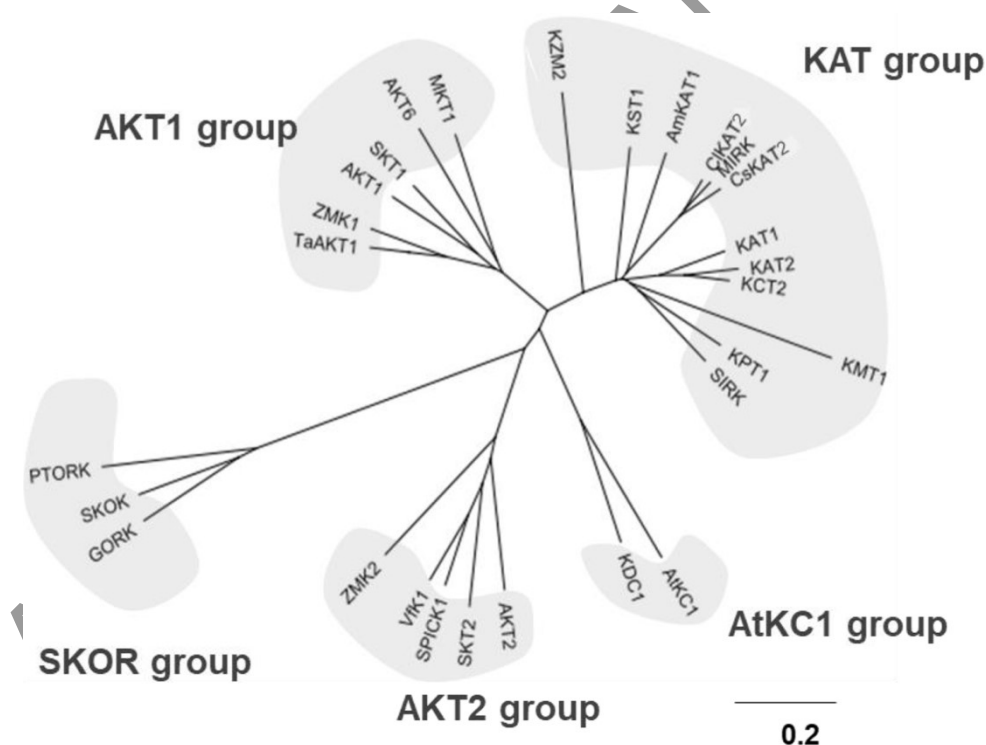 KAT group
KZM2
KST1
AmKAT1
ClKAT2
MIRK
CsKAT2
KAT1
KAT2
KCT2
KMT1
KPT1
SIRK
AKT1 group
MKT1
AKT6
SKT1
AKT1
ZMK1
TaAKT1
PTORK
SKOK
GORK
SKOR group
ZMK2
VfK1
SPICK1
SKT2
AKT2
AKT2 group
KDC1
AtKC1
AtKC1 group
0.2